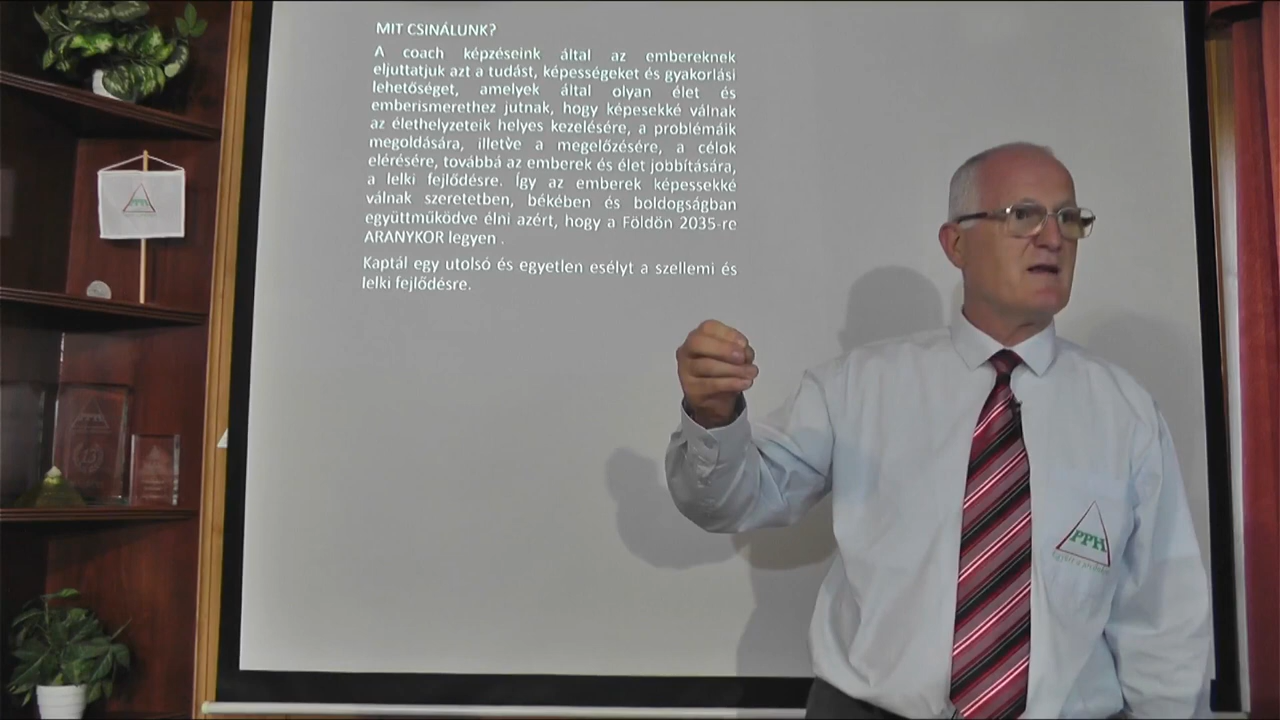 MIT CSINÁLUNK?
A coach képzéseink által az embereknek
eljuttatjuk azt a tudást, képességeket és gyakorlási
lehetőséget, amelyek által olyan élet és
emberismerethez jutnak, hogy képesekké válnak
az élethelyzeteik helyes kezelésére, a problémáik
megoldására, illetve a megelőzésére, a célok
elérésére, továbbá az emberek és élet jobbítására,
a lelki fejlődésre. Így az emberek képessekké
válnak szeretetben, békében és boldogságban
együttműködve élni azért, hogy a Földön 2035-re
ARANYKOR legyen .
Kaptál egy utolsó és egyetlen esélyt a szellemi és
lelki fejlődésre.
PPH
PPH
13